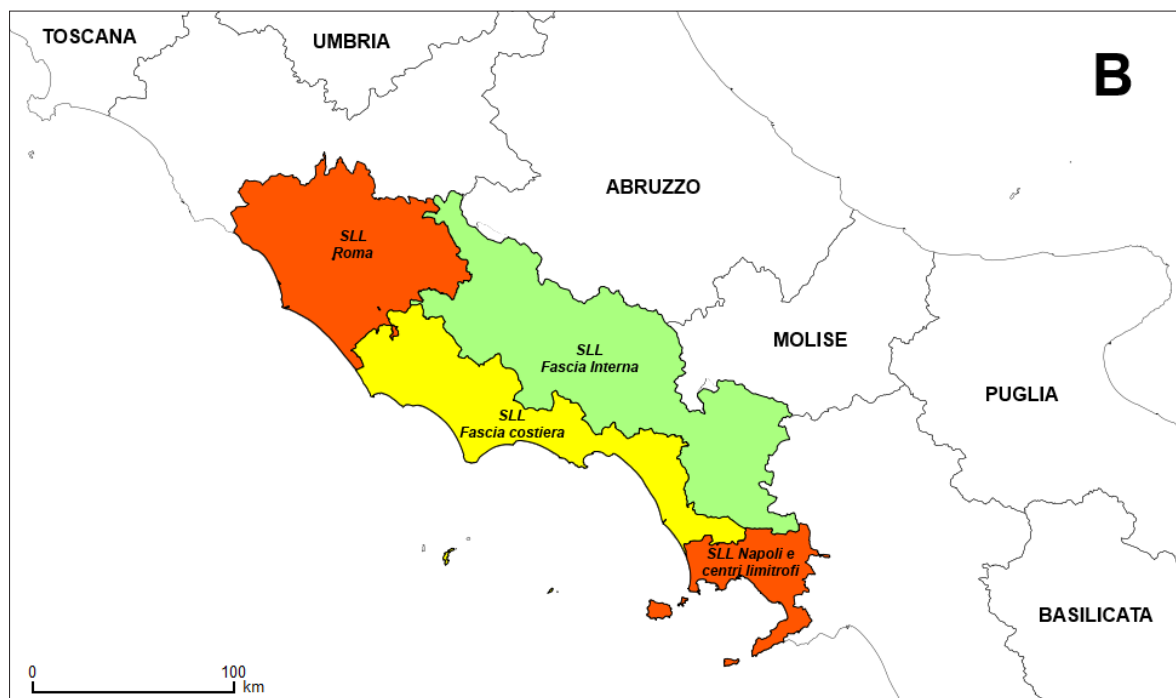 TOSCANA
UMBRIA
B
ABRUZZO
SLL
Roma
MOLISE
SLL
Fascia Interna
PUGLIA
SLL
Fascia costiera
SLL Napoli e
centri limitrofi
BASILICATA
0 100
km